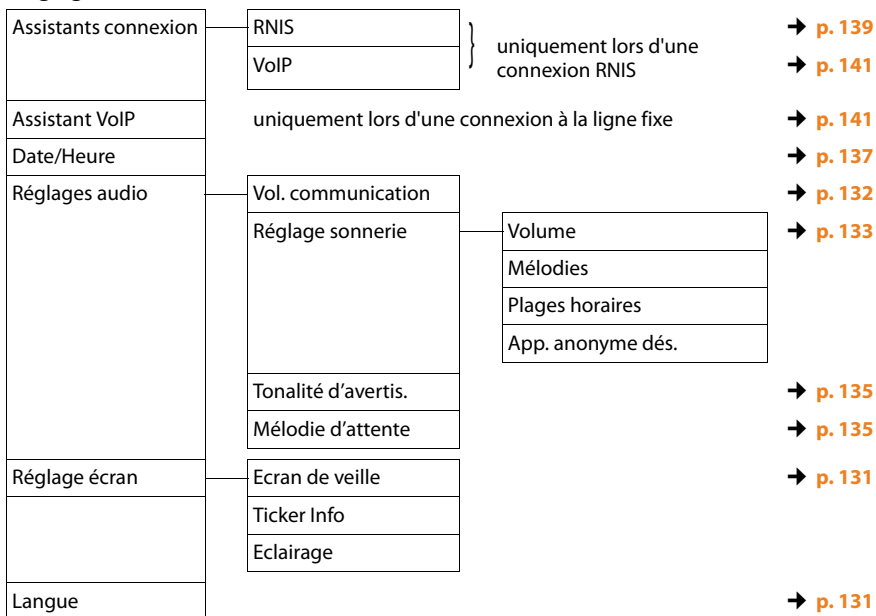 Assistants connexion RNIS ➔ p. 139
VoIP uniquement lors d'une connexion RNIS ➔ p. 141
Assistant VoIP uniquement lors d'une connexion à la ligne fixe ➔ p. 141
Date/Heure ➔ p. 137
Réglages audio Vol. communication ➔ p. 132
Réglage sonnerie Volume ➔ p. 133
Mélodies
Plages horaires
App. anonyme dés.
Tonalité d’avertis. ➔ p. 135
Mélodie d’attente ➔ p. 135
Réglage écran Ecran de veille ➔ p. 131
Ticker Info
Eclairage
Langue ➔ p. 131